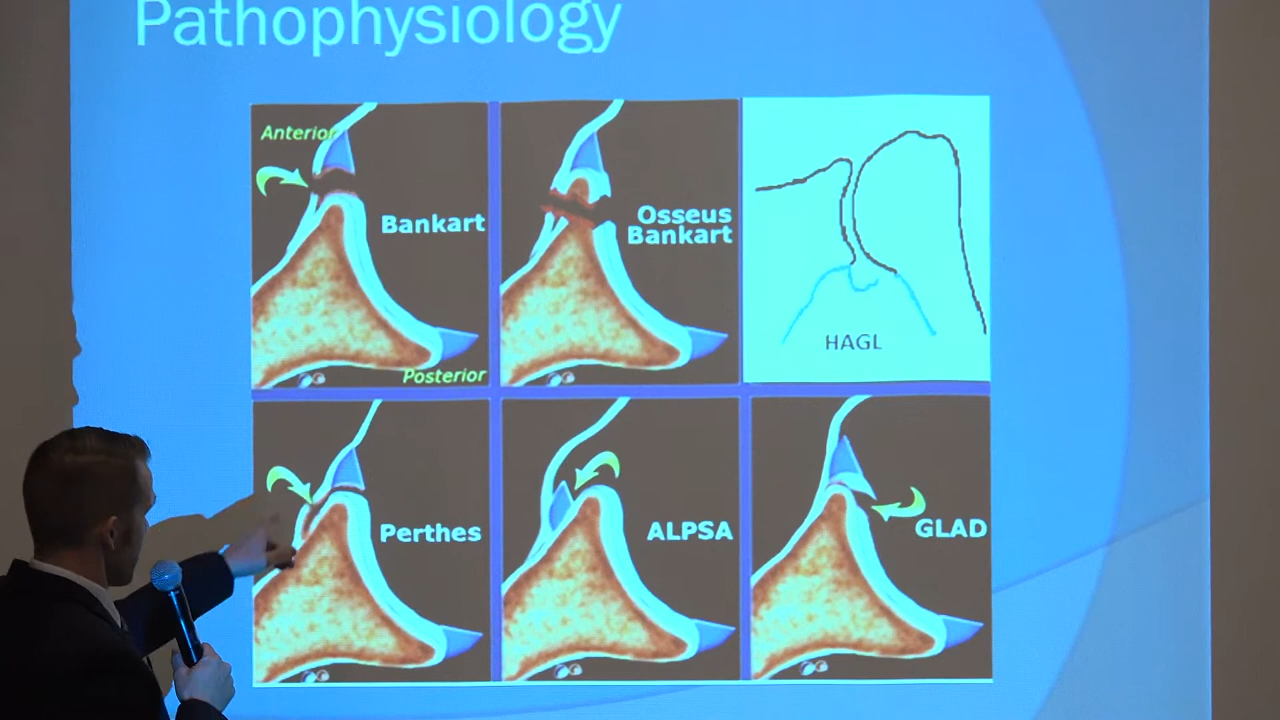 Pathophysiology
Anterior
Bankart
Posterior
Osseus
Bankart
HAGL
Perthes
ALPSA
GLAD